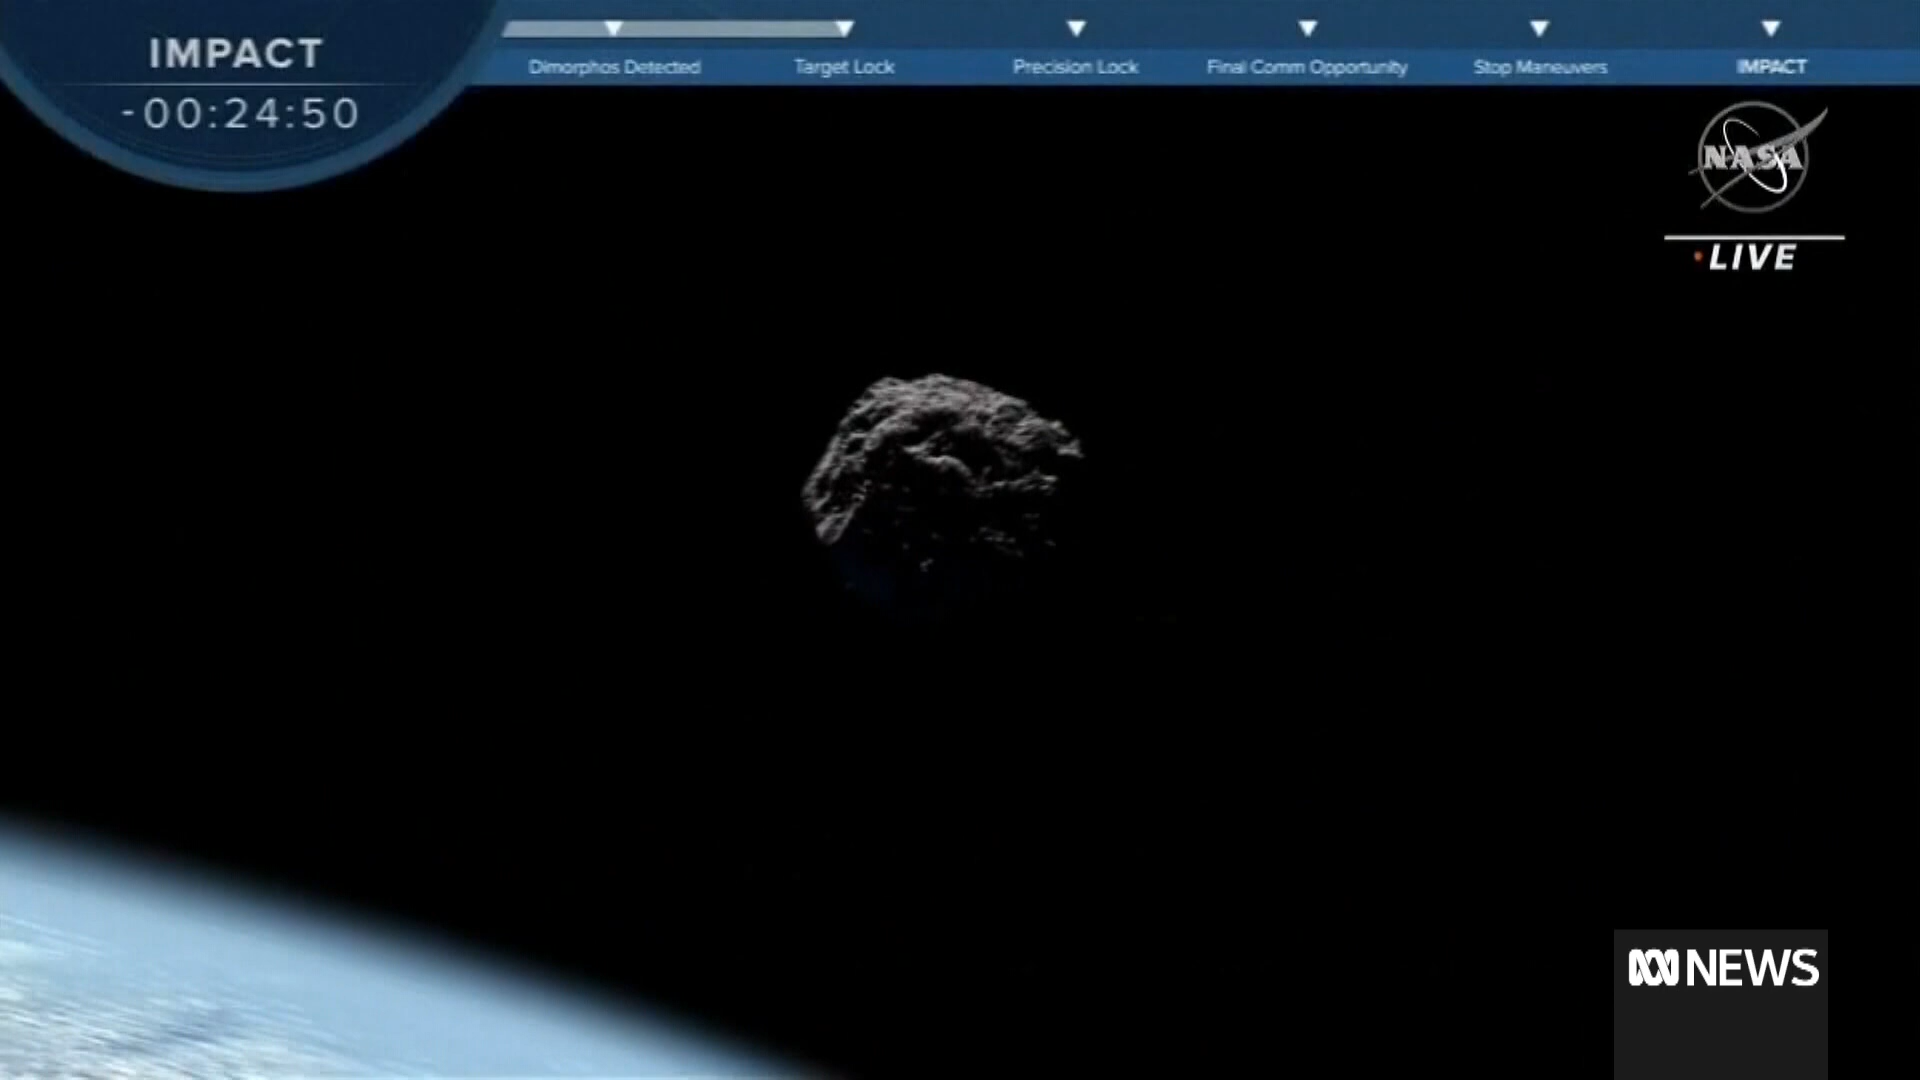 IMPACT
-00:24:50
Dimorphos Detected
Target Lock
Precision Lock
Final Comm Opportunity
Stop Maneuvers
IMPACT
NASA
LIVE
NEWS